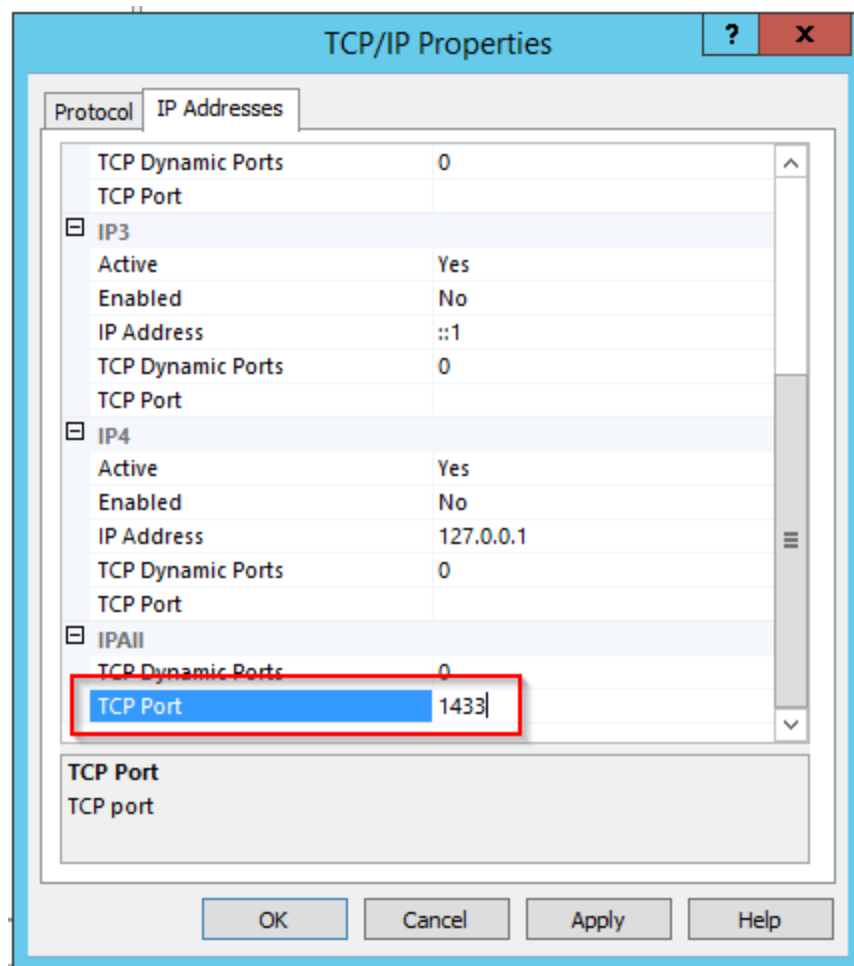 TCP/IP Properties ? x
Protocol IP Addresses
TCP Dynamic Ports 0
TCP Port
IP3
Active Yes
Enabled No
IP Address ::1
TCP Dynamic Ports 0
TCP Port
IP4
Active Yes
Enabled No
IP Address 127.0.0.1
TCP Dynamic Ports 0
TCP Port
IPAll
TCP Dynamic Ports 0
TCP Port 1433
TCP Port
TCP port
OK Cancel Apply Help